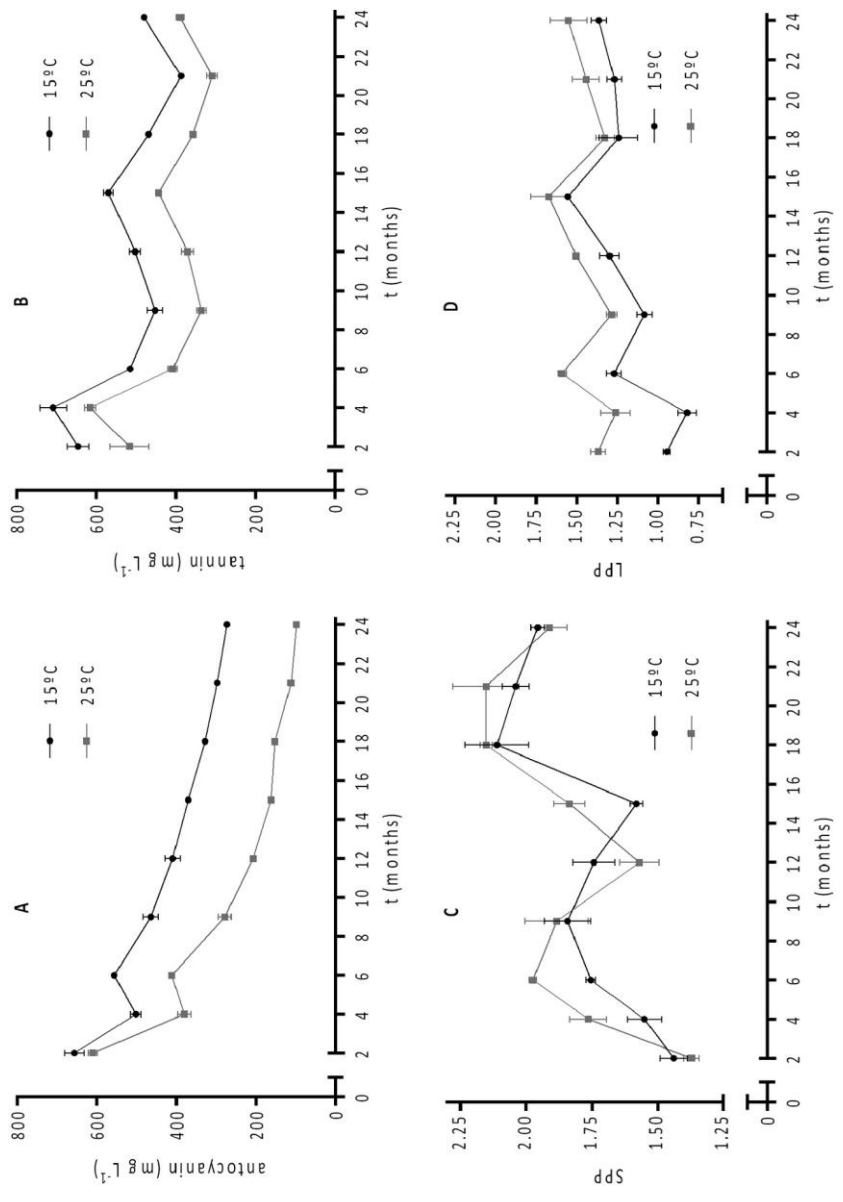 A
antocyanin (mg L⁻¹)
800
600
400
200
0
15ºC
25ºC
0 2 4 6 8 10 12 14 16 18 20 22 24
t (months)
B
tannin (mg L⁻¹)
800
600
400
200
0
15ºC
25ºC
0 2 4 6 8 10 12 14 16 18 20 22 24
t (months)
C
SPP
2.25
2.00
1.75
1.50
1.25
15ºC
25ºC
0 2 4 6 8 10 12 14 16 18 20 22 24
t (months)
D
LPP
2.25
2.00
1.75
1.50
1.25
1.00
0.75
15ºC
25ºC
0 2 4 6 8 10 12 14 16 18 20 22 24
t (months)